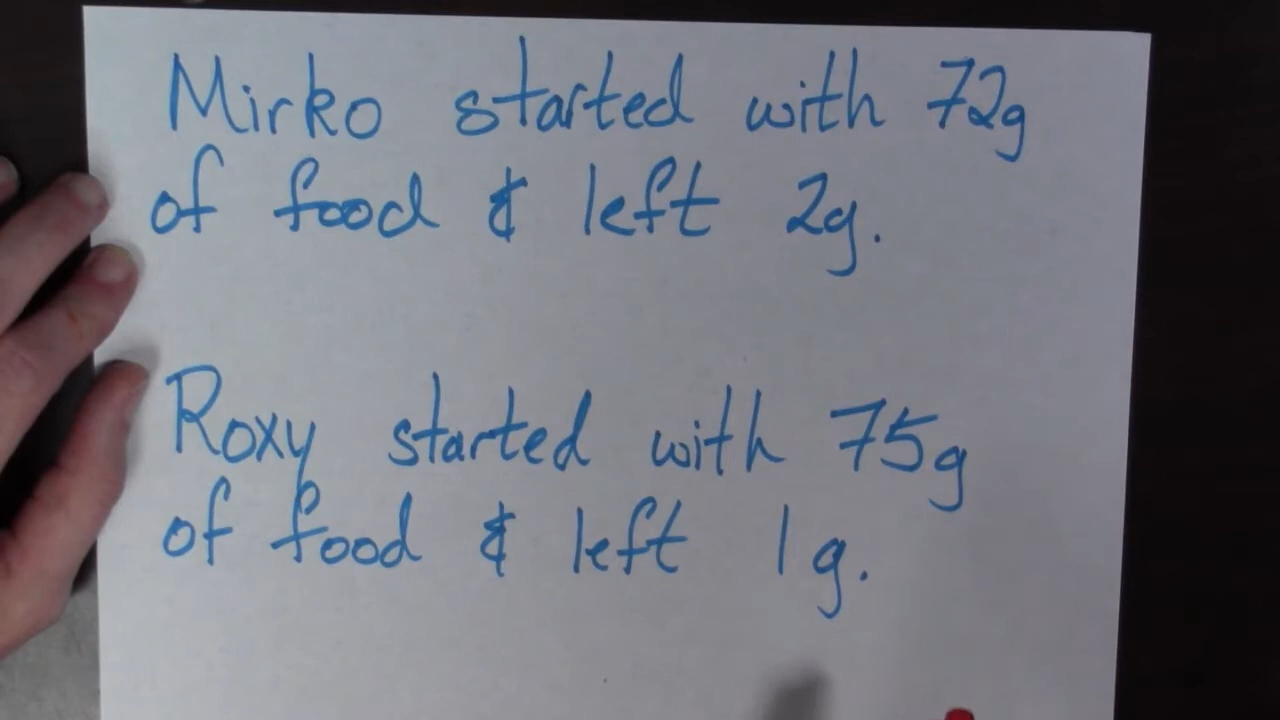 Mirko started with 72g
of food & left 2g.
Roxy started with 75g
of food & left 1g.